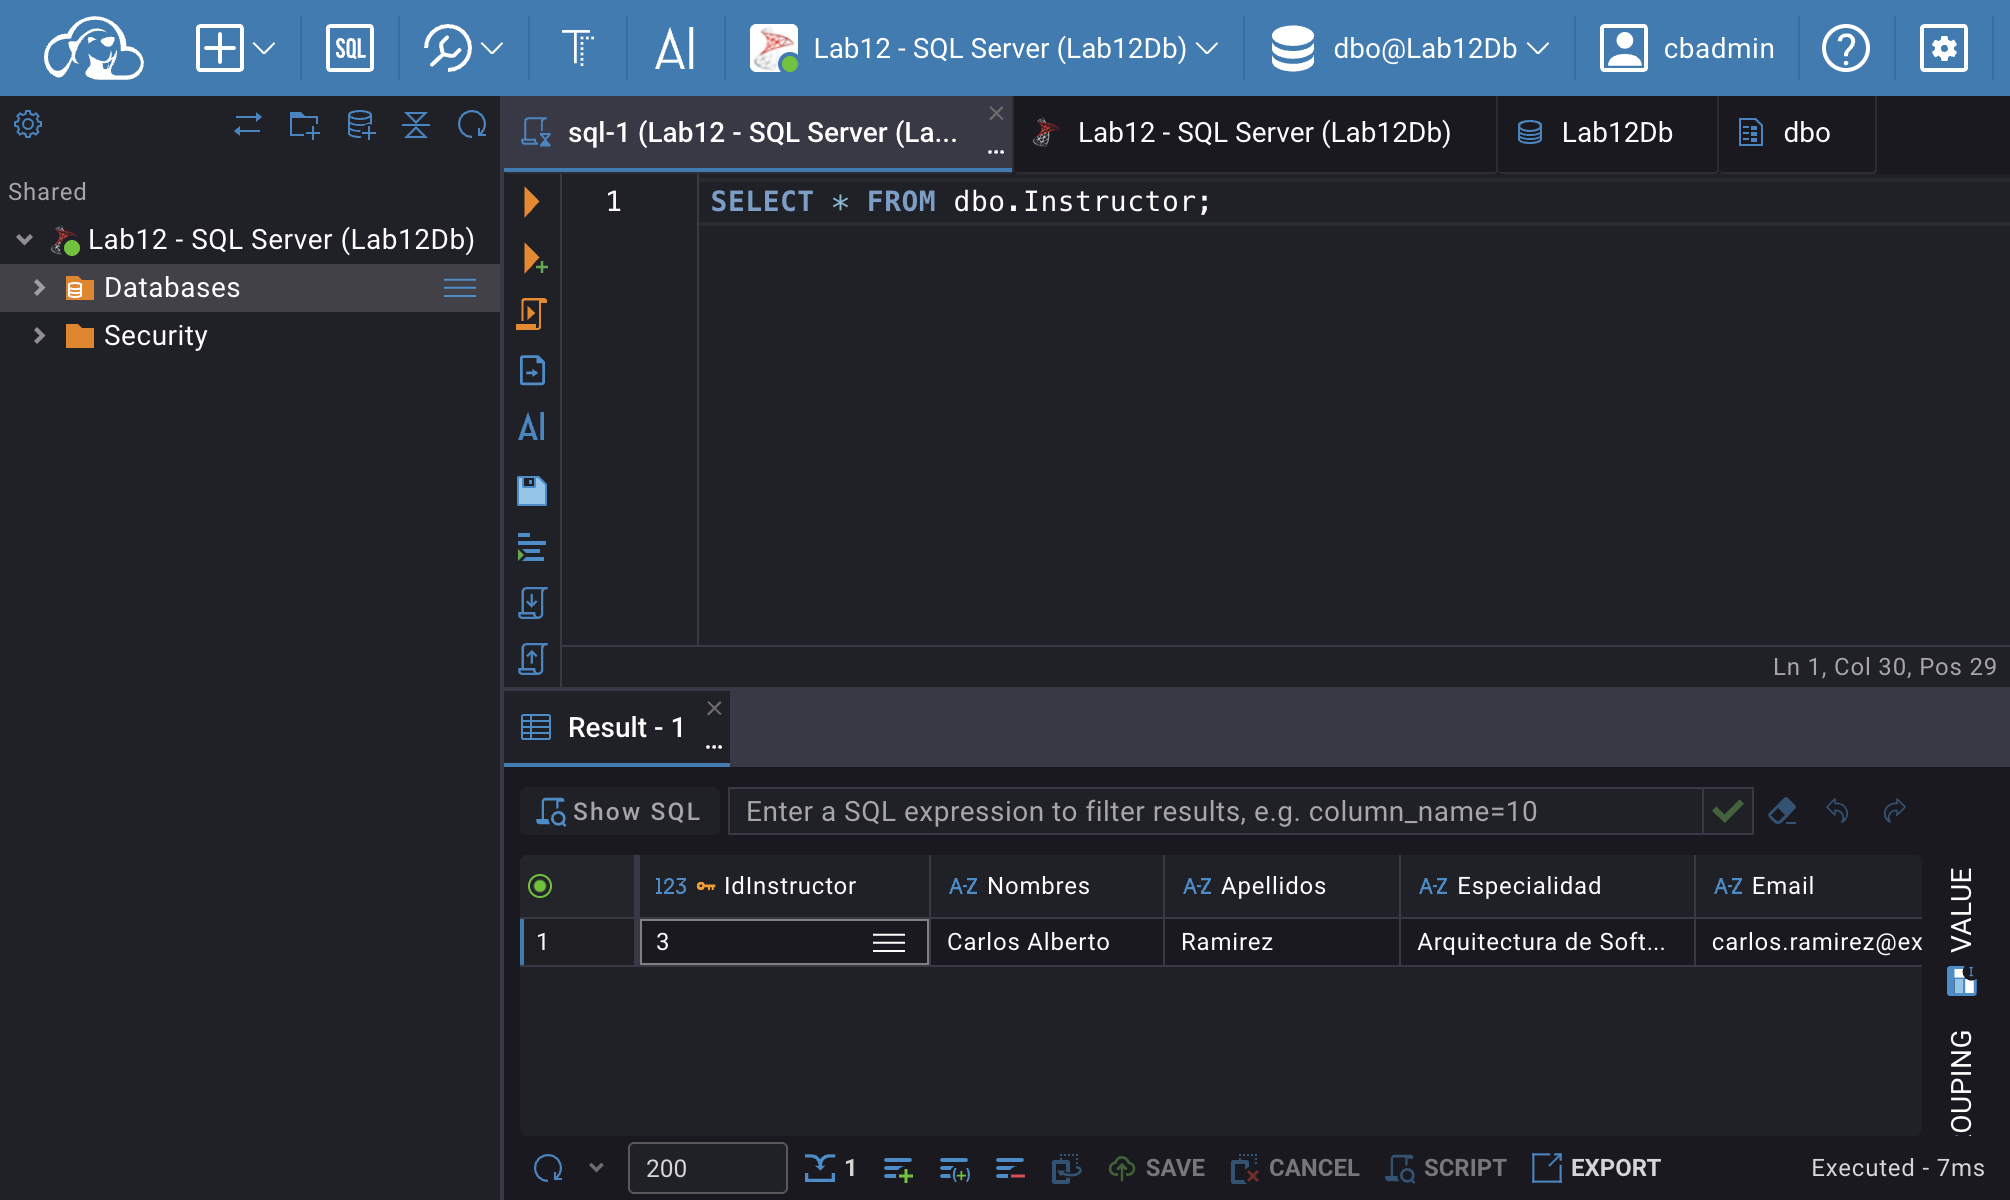 SQL
T
AI
Lab12 - SQL Server (Lab12Db)
dbo@Lab12Db
cbadmin
?
Shared
Lab12 - SQL Server (Lab12Db)
Databases
Security
sql-1 (Lab12 - SQL Server (La...
Lab12 - SQL Server (Lab12Db)
Lab12Db
dbo
1 SELECT * FROM dbo.Instructor;
AI
Ln 1, Col 30, Pos 29
Result - 1
Show SQL
Enter a SQL expression to filter results, e.g. column_name=10
123 IdInstructor A-Z Nombres A-Z Apellidos A-Z Especialidad A-Z Email
1 3 Carlos Alberto Ramirez Arquitectura de Soft... carlos.ramirez@ex
VALUE
OUPING
200
1
SAVE
CANCEL
SCRIPT
EXPORT
Executed - 7ms